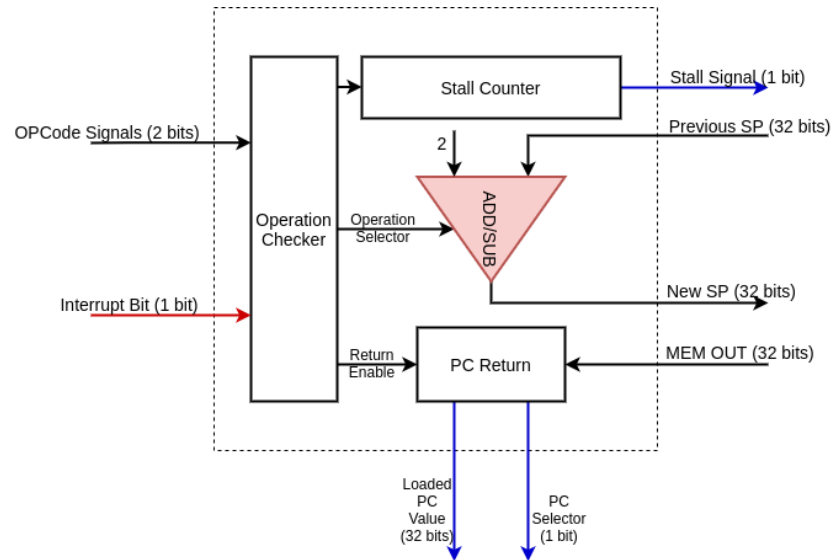 Stall Counter
Stall Signal (1 bit)
OPCode Signals (2 bits)
2
Previous SP (32 bits)
Operation
Checker
Operation
Selector
ADD/SUB
Interrupt Bit (1 bit)
New SP (32 bits)
Return
Enable
PC Return
MEM OUT (32 bits)
Loaded
PC
Value
(32 bits)
PC
Selector
(1 bit)